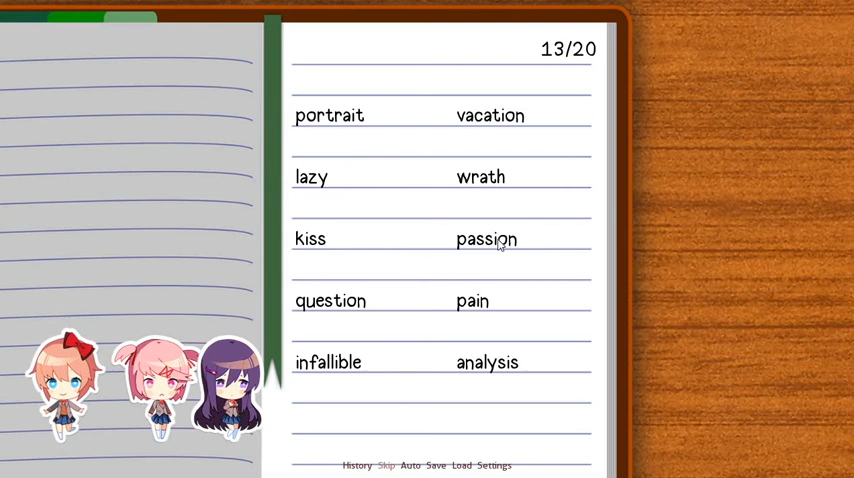 13/20
portrait vacation
lazy wrath
kiss passion
question pain
infallible analysis
History Skip Auto Save Load Settings